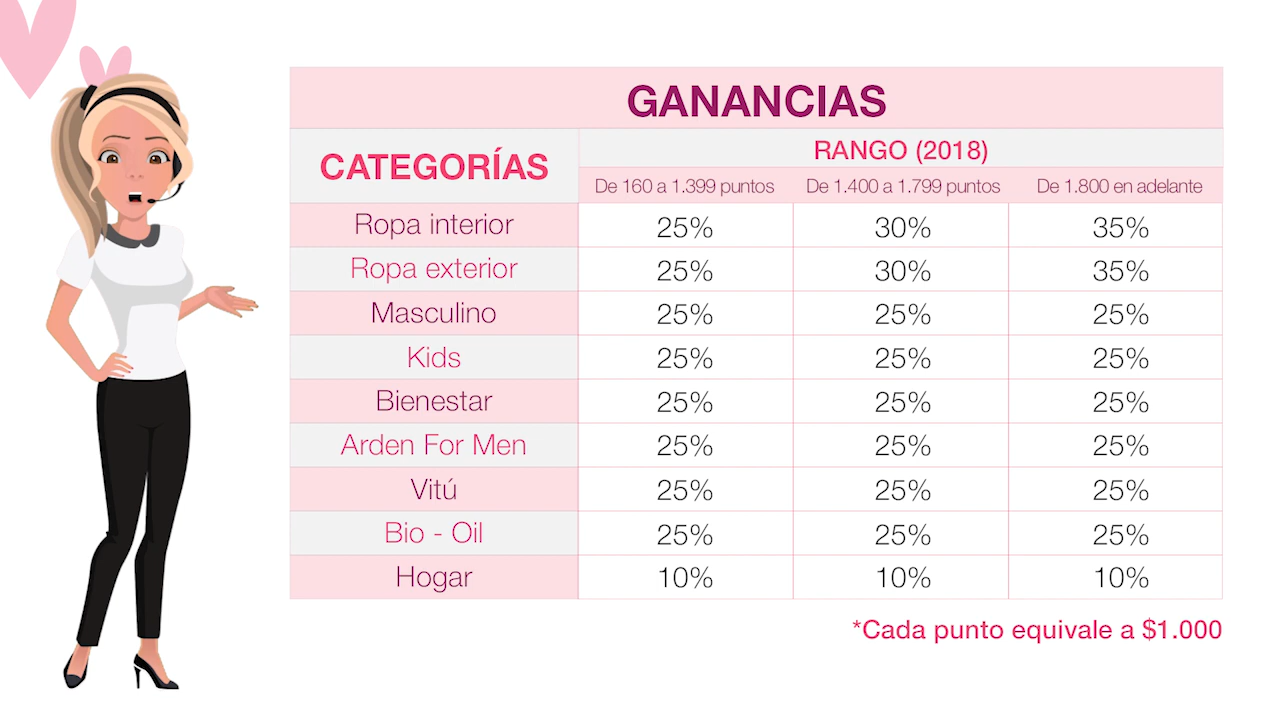 GANANCIAS
CATEGORÍAS
RANGO (2018)
De 160 a 1.399 puntos De 1.400 a 1.799 puntos De 1.800 en adelante
Ropa interior 25% 30% 35%
Ropa exterior 25% 30% 35%
Masculino 25% 25% 25%
Kids 25% 25% 25%
Bienestar 25% 25% 25%
Arden For Men 25% 25% 25%
Vitú 25% 25% 25%
Bio - Oil 25% 25% 25%
Hogar 10% 10% 10%
*Cada punto equivale a $1.000